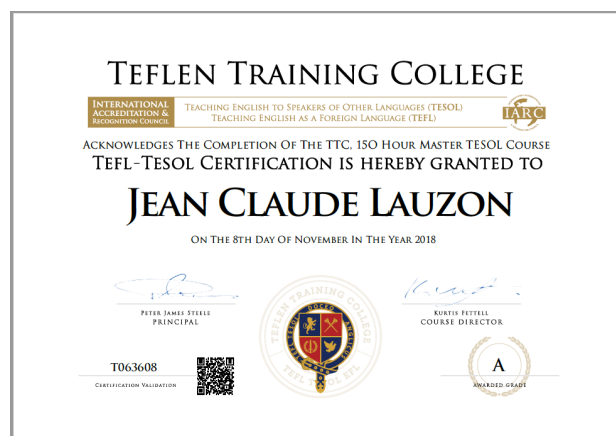 TEFLEN TRAINING COLLEGE
INTERNATIONAL
ACCREDITATION &
RECOGNITION COUNCIL
TEACHING ENGLISH TO SPEAKERS OF OTHER LANGUAGES (TESOL)
TEACHING ENGLISH AS A FOREIGN LANGUAGE (TEFL)
IARC
ACKNOWLEDGES THE COMPLETION OF THE TTC, 150 HOUR MASTER TESOL COURSE
TEFL-TESOL CERTIFICATION IS HEREBY GRANTED TO
JEAN CLAUDE LAUZON
ON THE 8TH DAY OF NOVEMBER IN THE YEAR 2018
PETER JAMES STEELE
PRINCIPAL
TEFLEN TRAINING COLLEGE
TEFL TESOL EFL
KURTIS FETTELL
COURSE DIRECTOR
T063608
CERTIFICATION VALIDATION
A
AWARDED GRADE